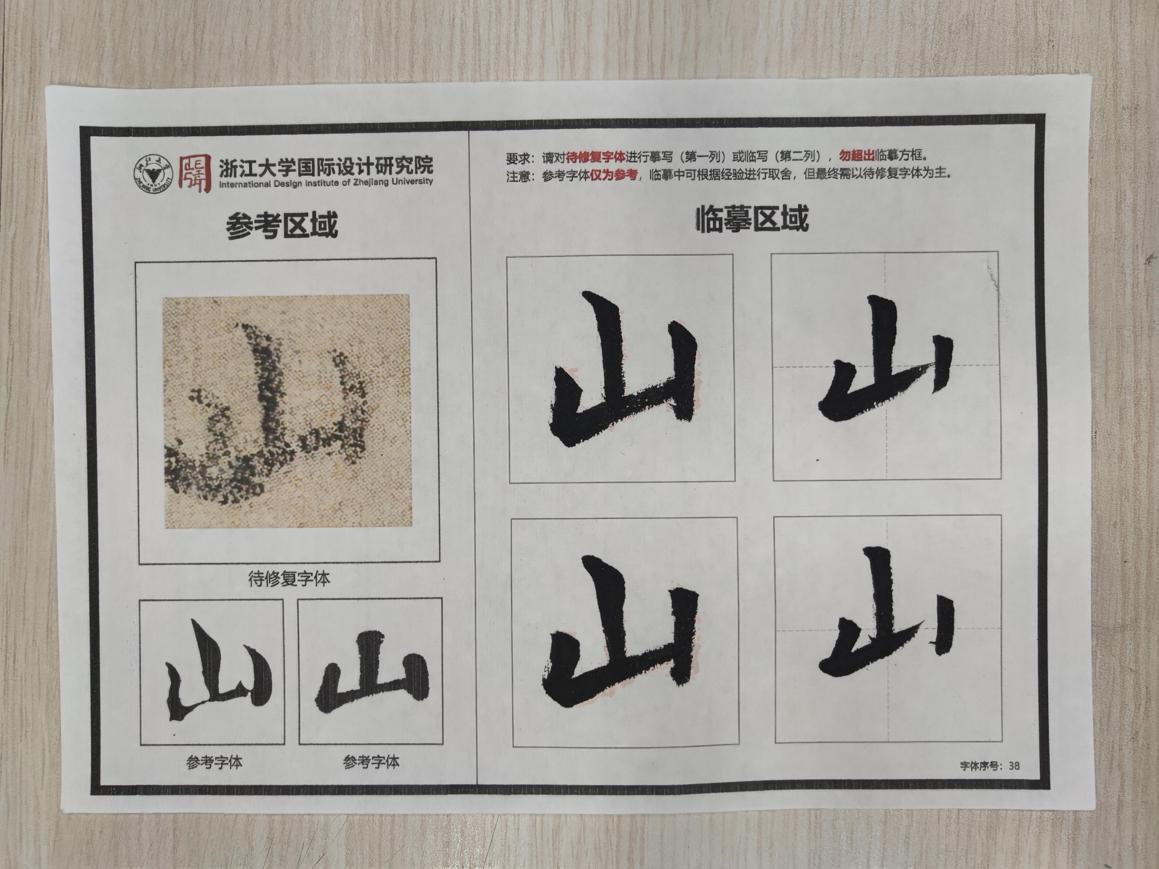 浙江大学国际设计研究院
International Design Institute of Zhejiang University
参考区域
山
待修复字体
山 山
参考字体 参考字体
要求：请对待修复字体进行摹写（第一列）或临写（第二列），勿超出临摹方框。
注意：参考字体仅为参考，临摹中可根据经验进行取舍，但最终需以待修复字体为主。
临摹区域
山 山
山 山
字体序号：38